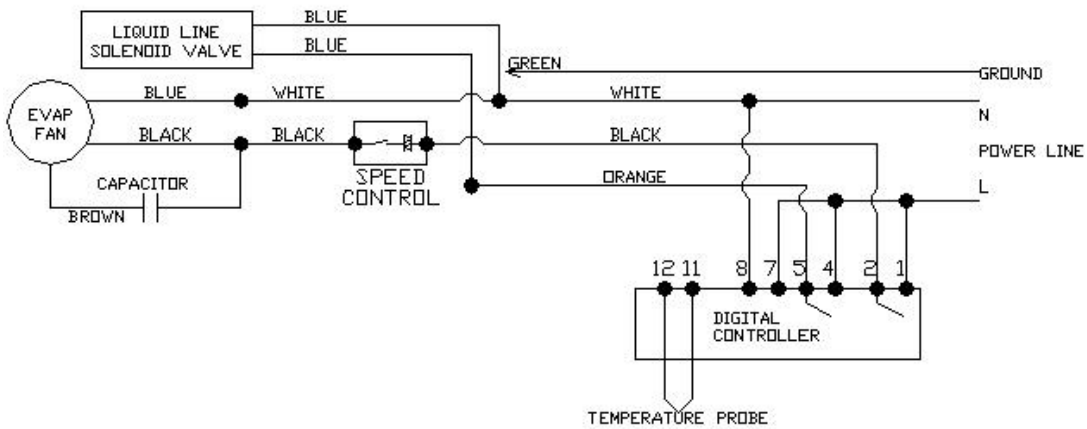 LIQUID LINE
SOLENOID VALVE
BLUE
BLUE
GREEN
GROUND
BLUE
WHITE
WHITE
N
EVAP
FAN
BLACK
BLACK
BLACK
POWER LINE
SPEED
CONTROL
ORANGE
L
CAPACITOR
BROWN
12 11 8 7 5 4 2 1
DIGITAL
CONTROLLER
TEMPERATURE PROBE